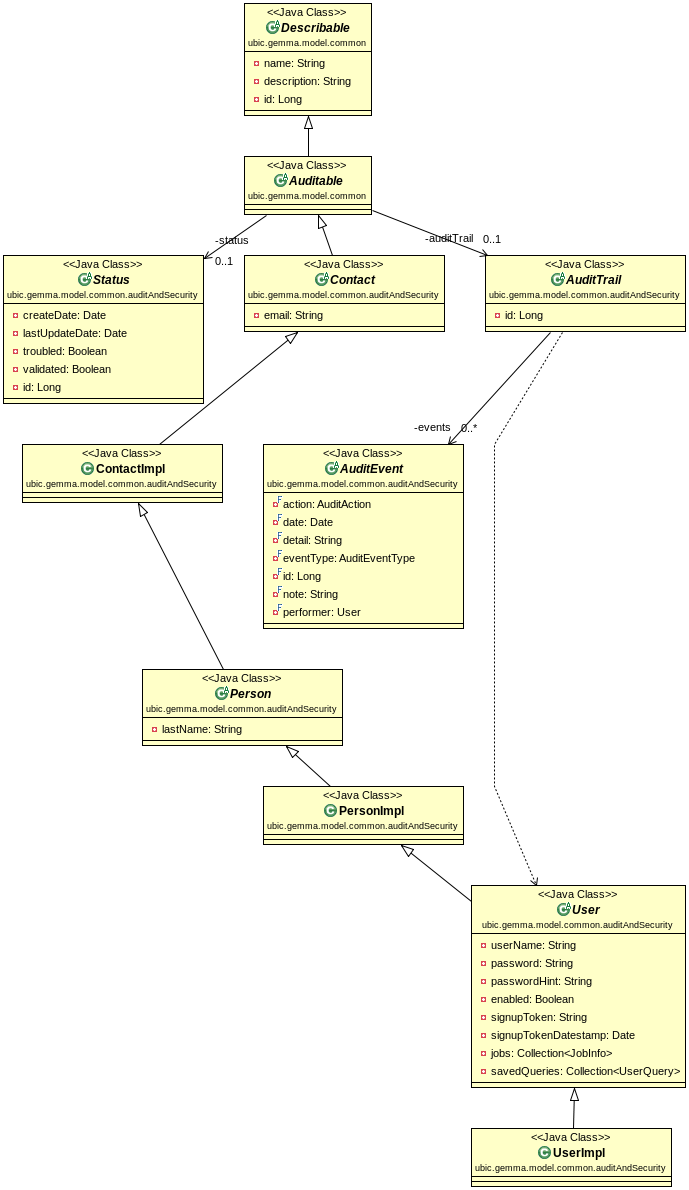 <<Java Class>>
Describable
ubic.gemma.model.common
name: String
description: String
id: Long
<<Java Class>>
Auditable
ubic.gemma.model.common
-status
0..1
-auditTrail 0..1
<<Java Class>>
Status
ubic.gemma.model.common.auditAndSecurity
createDate: Date
lastUpdateDate: Date
troubled: Boolean
validated: Boolean
id: Long
<<Java Class>>
Contact
ubic.gemma.model.common.auditAndSecurity
email: String
<<Java Class>>
AuditTrail
ubic.gemma.model.common.auditAndSecurity
id: Long
-events 0..*
<<Java Class>>
ContactImpl
ubic.gemma.model.common.auditAndSecurity
<<Java Class>>
AuditEvent
ubic.gemma.model.common.auditAndSecurity
action: AuditAction
date: Date
detail: String
eventType: AuditEventType
id: Long
note: String
performer: User
<<Java Class>>
Person
ubic.gemma.model.common.auditAndSecurity
lastName: String
<<Java Class>>
PersonImpl
ubic.gemma.model.common.auditAndSecurity
<<Java Class>>
User
ubic.gemma.model.common.auditAndSecurity
userName: String
password: String
passwordHint: String
enabled: Boolean
signupToken: String
signupTokenDatestamp: Date
jobs: Collection<JobInfo>
savedQueries: Collection<UserQuery>
<<Java Class>>
UserImpl
ubic.gemma.model.common.auditAndSecurity